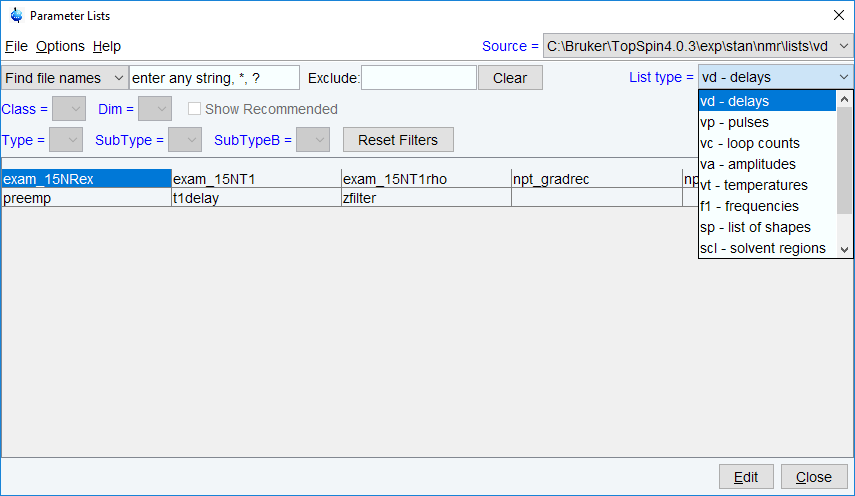 Parameter Lists
File Options Help Source = C:\Bruker\TopSpin4.0.3\exp\stan\nmr\lists\vd
Find file names enter any string, *, ? Exclude: Clear List type = vd - delays
Class = Dim = Show Recommended
Type = SubType = SubTypeB = Reset Filters
vd - delays
vp - pulses
vc - loop counts
va - amplitudes
vt - temperatures
f1 - frequencies
sp - list of shapes
scl - solvent regions
exam_15NRex exam_15NT1 exam_15NT1rho npt_gradrec
preemp t1delay zfilter
Edit Close